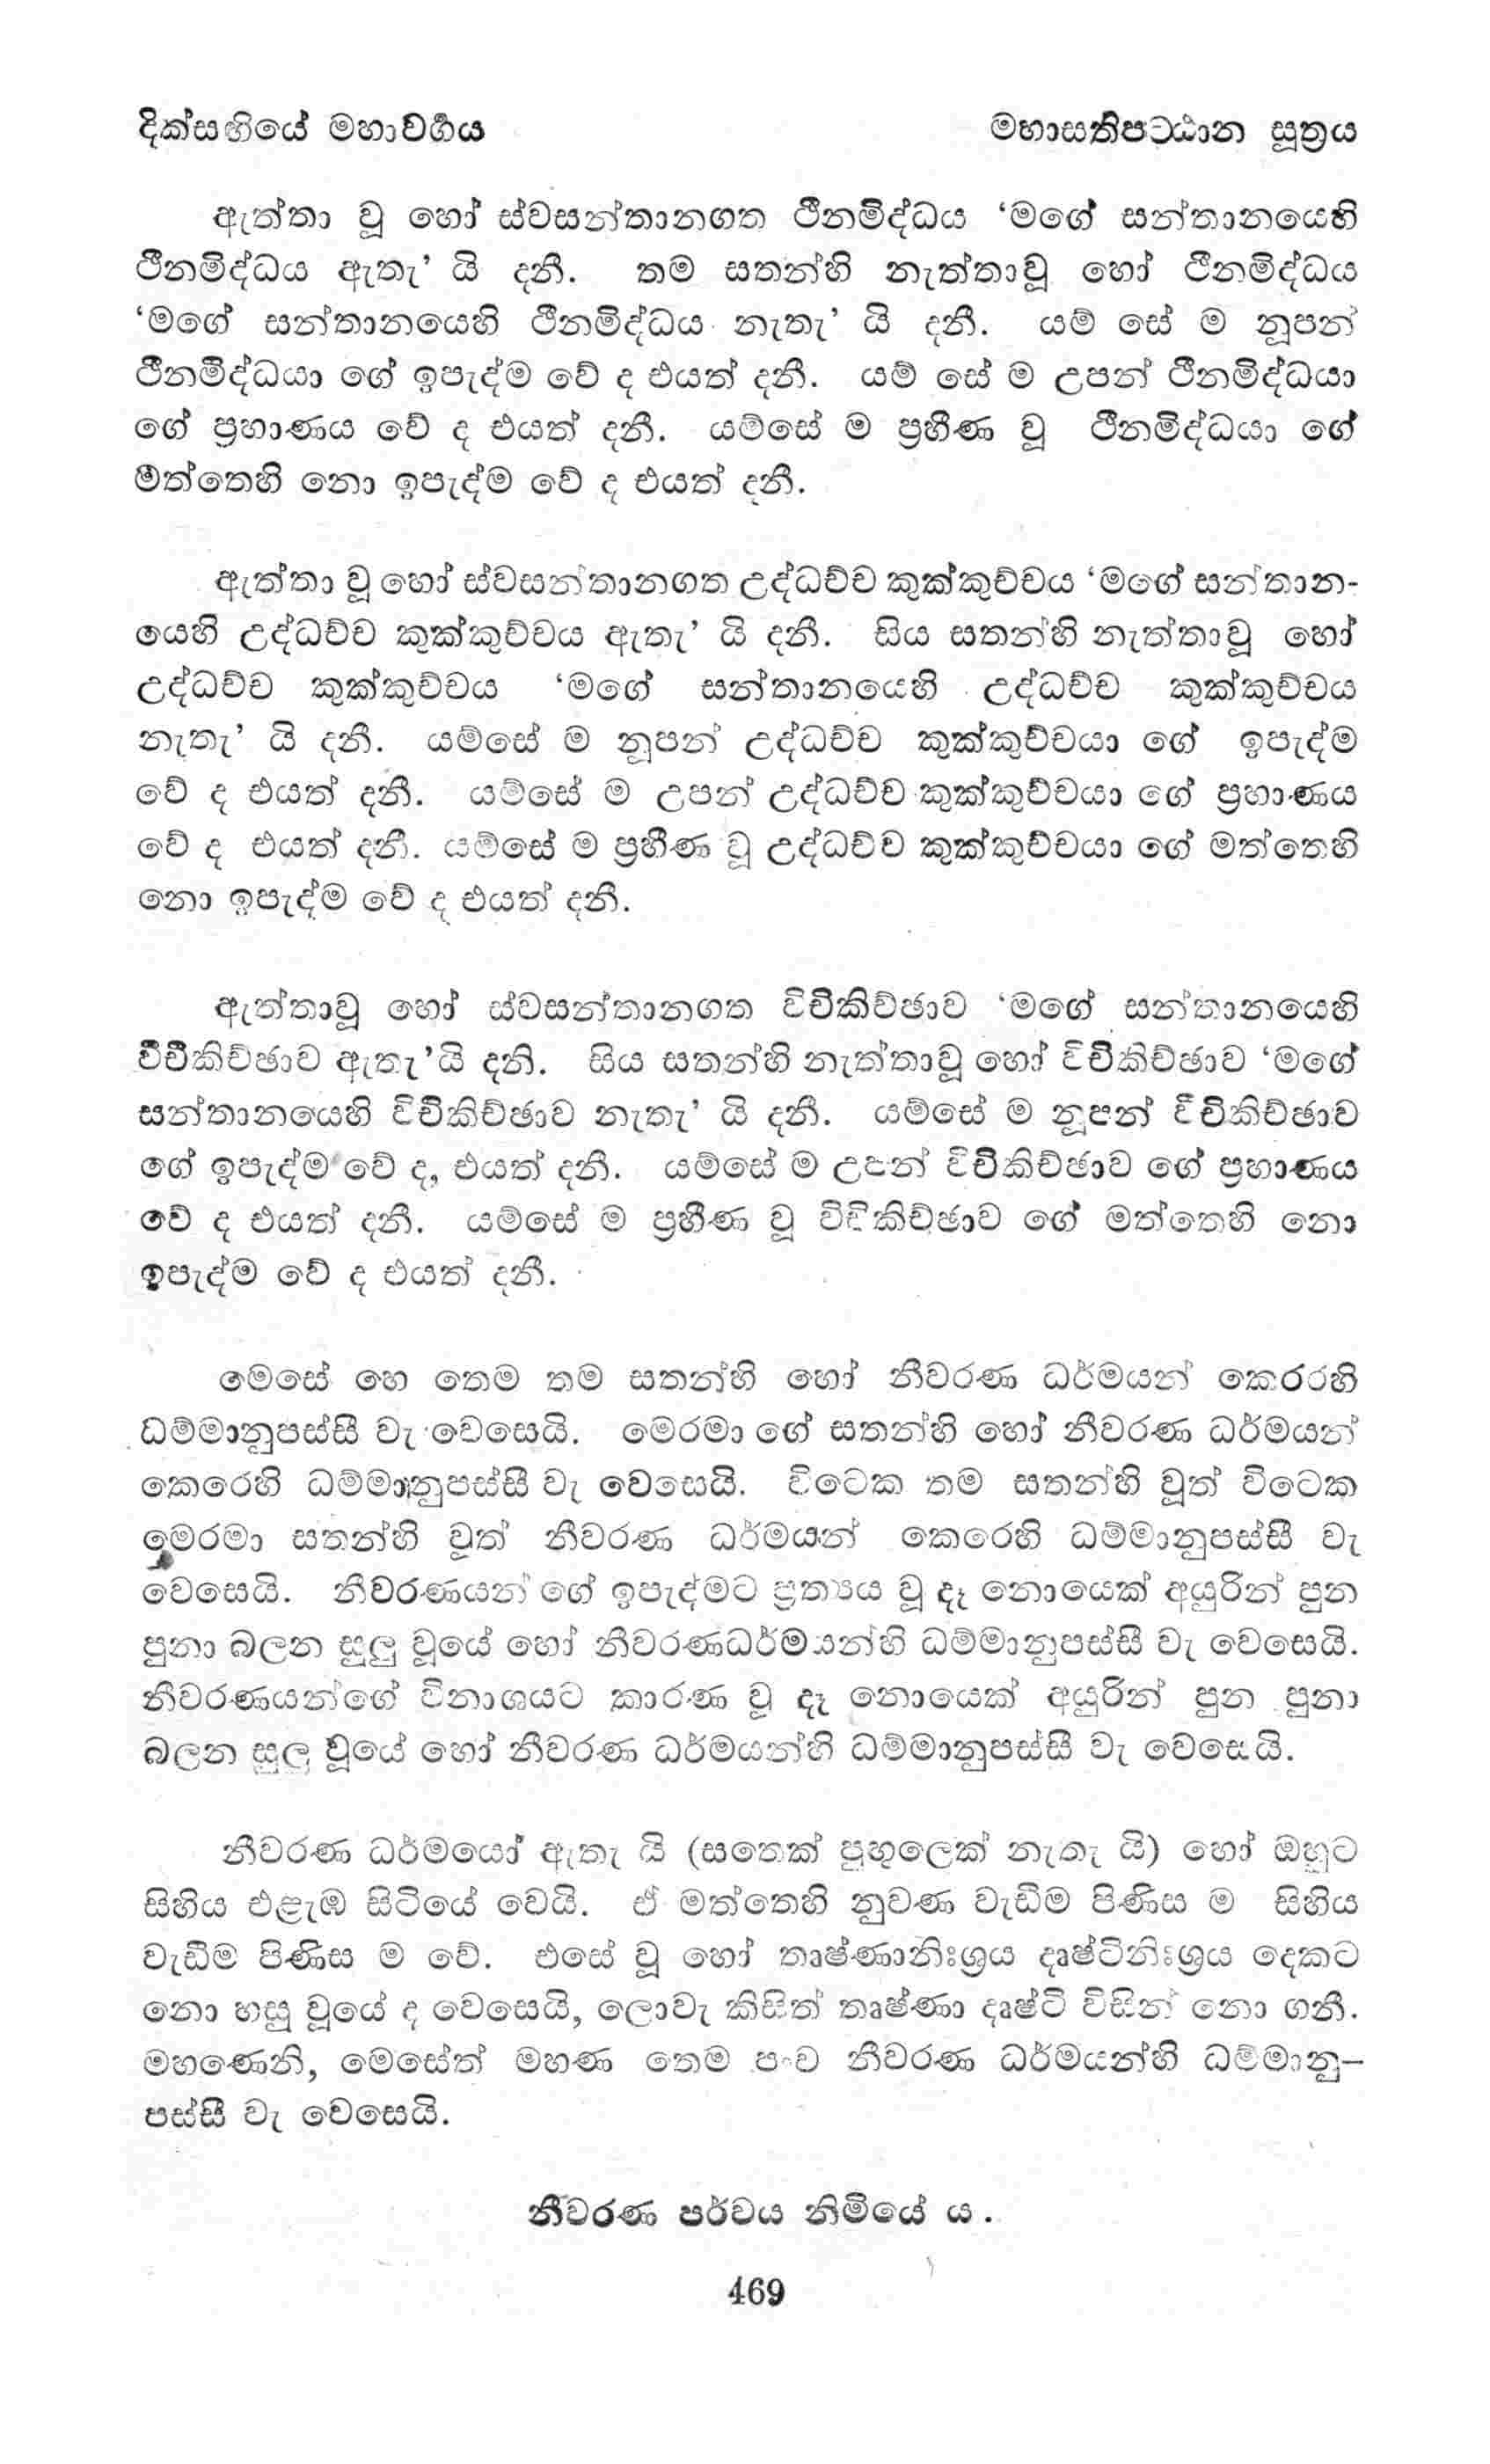 දික්සඟියේ මහාවර්‍ගය
මහාසතිපට්ඨාන සූත්‍රය
ඇත්තා වූ හෝ ස්වසන්තානගත ථීනමිද්ධය ‘මගේ සන්තානයෙහි
ථීනමිද්ධය ඇතැ’ යි දනී. තම සතන්හි නැත්තාවූ හෝ ථීනමිද්ධය
‘මගේ සන්තානයෙහි ථීනමිද්ධය නැතැ’ යි දනී. යම් සේ ම නූපන්
ථීනමිද්ධයා ගේ ඉපැද්ම වේ ද එයත් දනී. යම් සේ ම උපන් ථීනමිද්ධයා
ගේ ප්‍රහාණය වේ ද එයත් දනී. යම්සේ ම ප්‍රහීණ වූ ථීනමිද්ධයා ගේ
මත්තෙහි නො ඉපැද්ම වේ ද එයත් දනී.
ඇත්තා වූ හෝ ස්වසන්තානගත උද්ධච්ච කුක්කුච්චය ‘මගේ සන්තාන-
යෙහි උද්ධච්ච කුක්කුච්චය ඇතැ’ යි දනී. සිය සතන්හි නැත්තාවූ හෝ
උද්ධච්ච කුක්කුච්චය ‘මගේ සන්තානයෙහි උද්ධච්ච කුක්කුච්චය
නැතැ’ යි දනී. යම්සේ ම නූපන් උද්ධච්ච කුක්කුච්චයා ගේ ඉපැද්ම
වේ ද එයත් දනී. යම්සේ ම උපන් උද්ධච්ච කුක්කුච්චයා ගේ ප්‍රහාණය
වේ ද එයත් දනී. යම්සේ ම ප්‍රහීණ වූ උද්ධච්ච කුක්කුච්චයා ගේ මත්තෙහි
නො ඉපැද්ම වේ ද එයත් දනී.
ඇත්තාවූ හෝ ස්වසන්තානගත විචිකිච්ඡාව ‘මගේ සන්තානයෙහි
විචිකිච්ඡාව ඇතැ’යි දනි. සිය සතන්හි නැත්තාවූ හෝ විචිකිච්ඡාව ‘මගේ
සන්තානයෙහි විචිකිච්ඡාව නැතැ’ යි දනී. යම්සේ ම නූපන් විචිකිච්ඡාව
ගේ ඉපැද්ම වේ ද, එයත් දනී. යම්සේ ම උපන් විචිකිච්ඡාව ගේ ප්‍රහාණය
වේ ද එයත් දනී. යම්සේ ම ප්‍රහීණ වූ විචිකිච්ඡාව ගේ මත්තෙහි නො
ඉපැද්ම වේ ද එයත් දනී.
මෙසේ හෙ තෙම තම සතන්හි හෝ නීවරණ ධර්මයන් කෙරරහි
ධම්මානුපස්සී වැ වෙසෙයි. මෙරමා ගේ සතන්හි හෝ නීවරණ ධර්මයන්
කෙරෙහි ධම්මානුපස්සී වැ වෙසෙයි. විටෙක තම සතන්හි වූත් විටෙක
මෙරමා සතන්හි වූත් නීවරණ ධර්මයන් කෙරෙහි ධම්මානුපස්සී වැ
වෙසෙයි. නීවරණයන් ගේ ඉපැද්මට ප්‍රත්‍යය වූ දෑ නොයෙක් අයුරින් පුන
පුනා බලන සුලු වූයේ හෝ නීවරණධර්මයන්හි ධම්මානුපස්සී වැ වෙසෙයි.
නීවරණයන්ගේ විනාශයට කාරණ වූ දෑ නොයෙක් අයුරින් පුන පුනා
බලන සුලු වූයේ හෝ නීවරණ ධර්මයන්හි ධම්මානුපස්සී වැ වෙසෙයි.
නීවරණ ධර්මයෝ ඇතැ යි (සතෙක් පුඟුලෙක් නැතැ යි) හෝ ඔහුට
සිහිය එළැඹ සිටියේ වෙයි. ඒ මත්තෙහි නුවණ වැඩීම පිණිස ම සිහිය
වැඩීම පිණිස ම වේ. එසේ වූ හෝ තෘෂ්ණානිඃශ්‍රය දෘෂ්ටිනිඃශ්‍රය දෙකට
නො හසු වූයේ ද වෙසෙයි, ලොවැ කිසිත් තෘෂ්ණා දෘෂ්ටි විසින් නො ගනී.
මහණෙනි, මෙසේත් මහණ තෙම පංච නීවරණ ධර්මයන්හි ධම්මානු-
පස්සී වැ වෙසෙයි.
නීවරණ පර්වය නිමියේ ය.
469